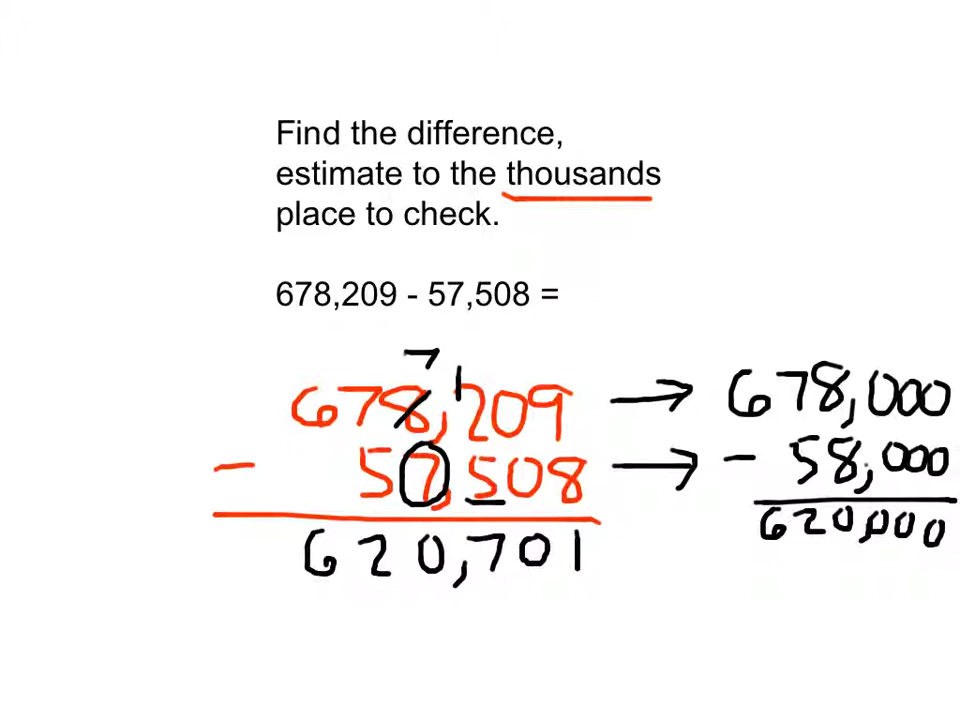 Find the difference,
estimate to the thousands
place to check.
678,209 - 57,508 =
7 1
678,209 → 678,000
- 57,508 → - 58,000
620,701 620,000